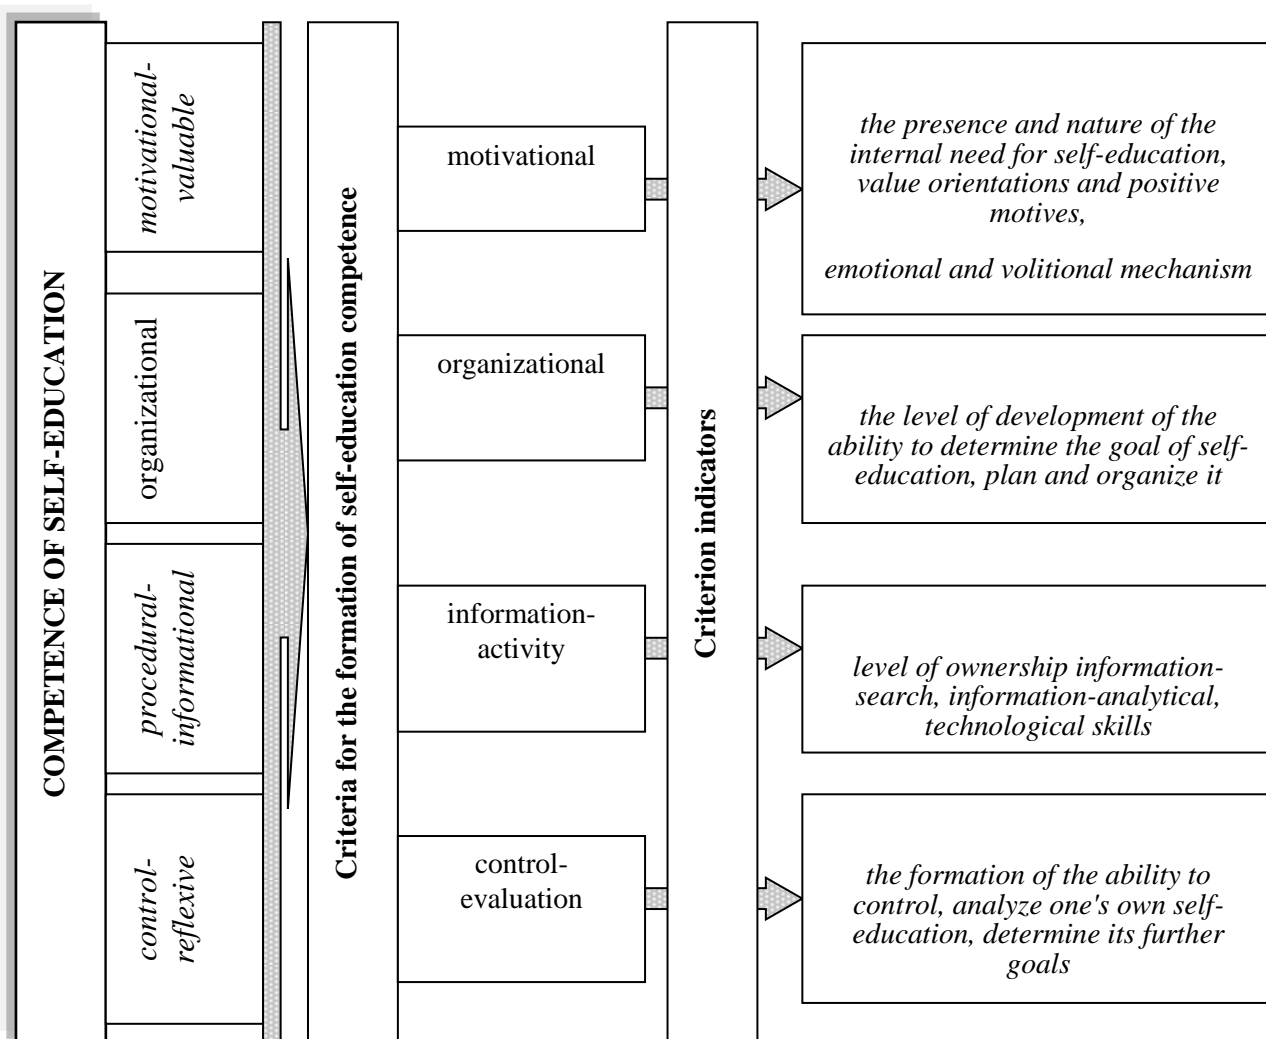 COMPETENCE OF SELF-EDUCATION
motivational-
valuable
organizational
procedural-
informational
control-
reflexive
Criteria for the formation of self-education competence
motivational
organizational
information-
activity
control-
evaluation
Criterion indicators
the presence and nature of the
internal need for self-education,
value orientations and positive
motives,
emotional and volitional mechanism
the level of development of the
ability to determine the goal of self-
education, plan and organize it
level of ownership information-
search, information-analytical,
technological skills
the formation of the ability to
control, analyze one's own self-
education, determine its further
goals